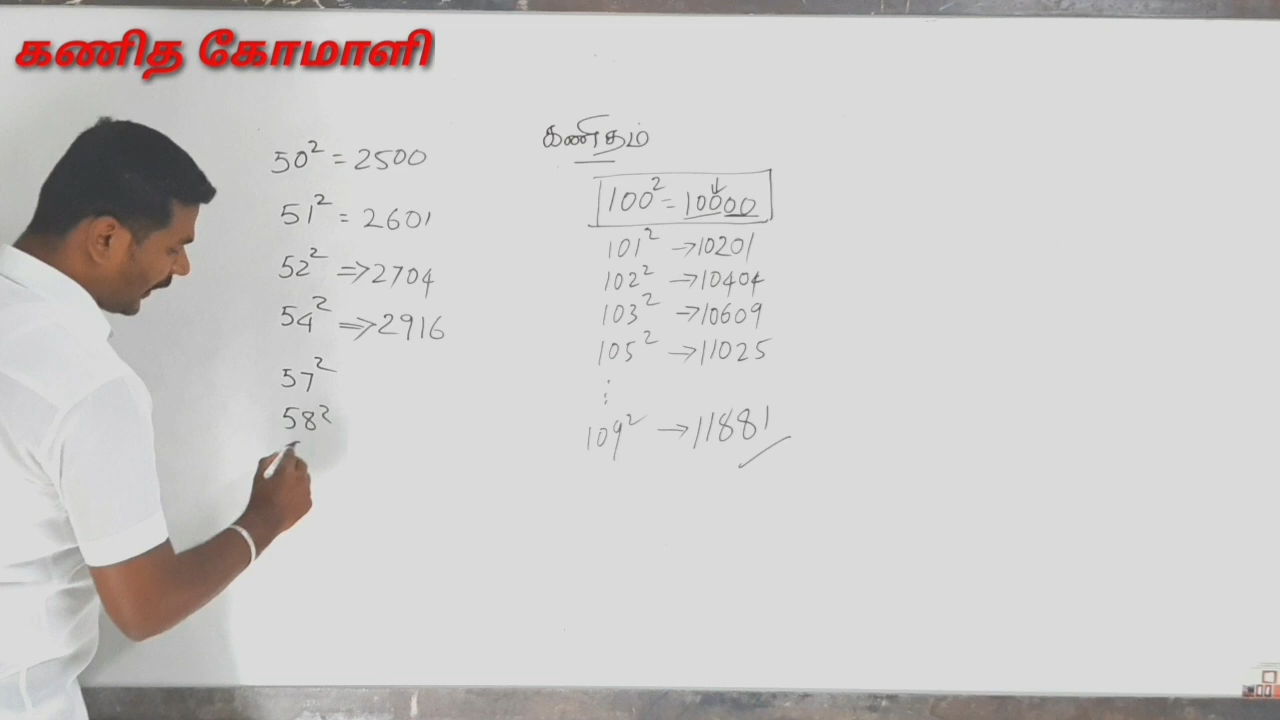 கணித கோமாளி
50² = 2500
51² = 2601
52² ⇒ 2704
54² ⇒ 2916
57²
58²
கணிதம்
100² = 10000
101² → 10201
102² → 10404
103² → 10609
105² → 11025
⋮
109² → 11881